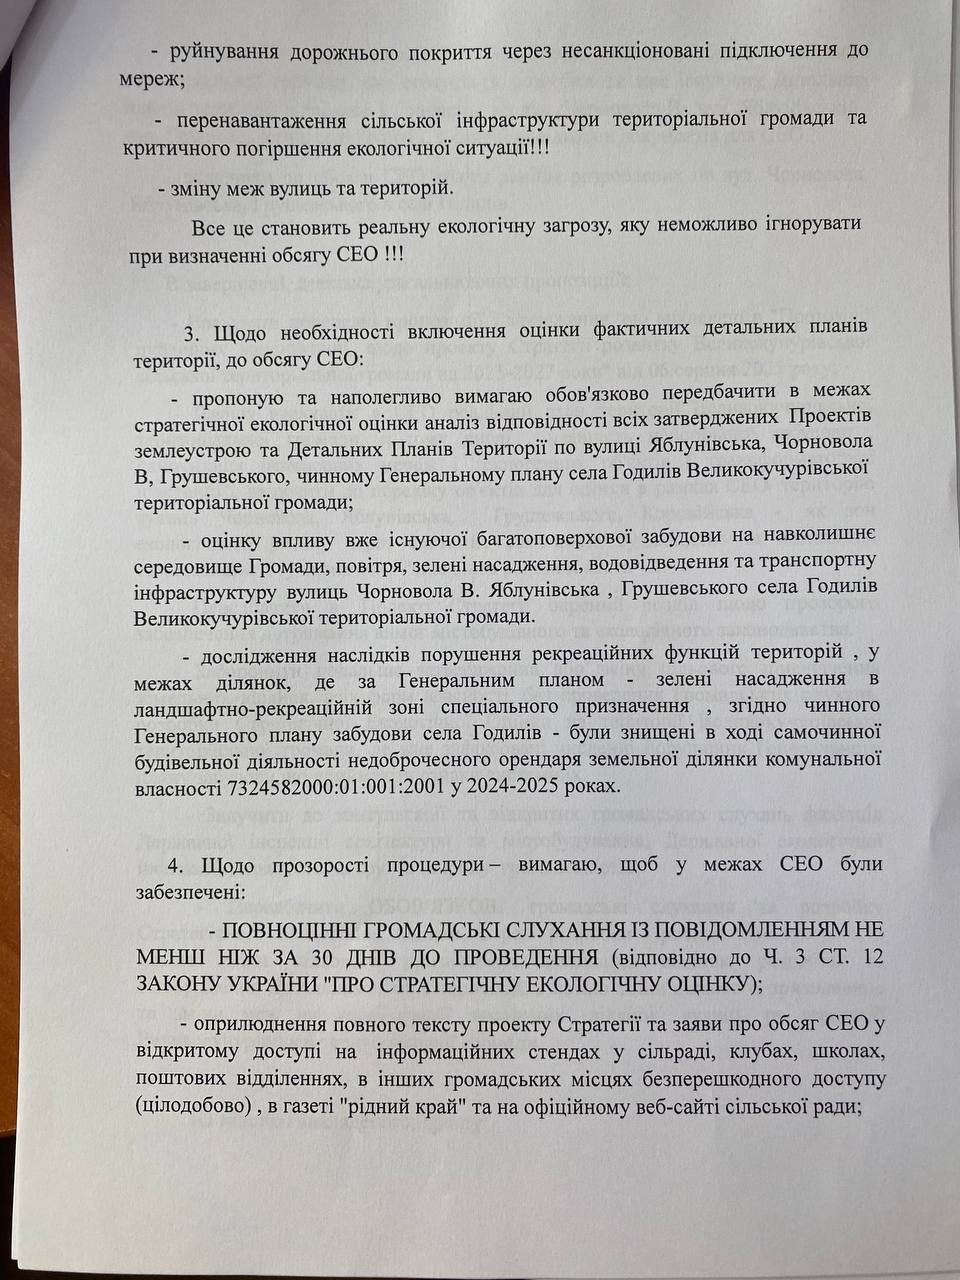 - руйнування дорожнього покриття через несанкціоновані підключення до
мереж;
- перенавантаження сільської інфраструктури територіальної громади та
критичного погіршення екологічної ситуації!!!
- зміну меж вулиць та територій.
Все це становить реальну екологічну загрозу, яку неможливо ігнорувати
при визначенні обсягу СЕО !!!
3. Щодо необхідності включення оцінки фактичних детальних планів
території, до обсягу СЕО:
- пропоную та наполегливо вимагаю обов'язково передбачити в межах
стратегічної екологічної оцінки аналіз відповідності всіх затверджених Проектів
землеустрою та Детальних Планів Території по вулиці Яблунівська, Чорновола
В, Грушевського, чинному Генеральному плану села Годилів Великокучурівської
територіальної громади;
- оцінку впливу вже існуючої багатоповерхової забудови на навколишнє
середовище Громади, повітря, зелені насадження, водовідведення та транспортну
інфраструктуру вулиць Чорновола В. Яблунівська , Грушевського села Годилів
Великокучурівської територіальної громади.
- дослідження наслідків порушення рекреаційних функцій територій , у
межах ділянок, де за Генеральним планом - зелені насадження в
ландшафтно-рекреаційній зоні спеціального призначення , згідно чинного
Генерального плану забудови села Годилів - були знищені в ході самочинної
будівельної діяльності недоброчесного орендаря земельної ділянки комунальної
власності 7324582000:01:001:2001 у 2024-2025 роках.
4. Щодо прозорості процедури – вимагаю, щоб у межах СЕО були
забезпечені:
- ПОВНОЦІННІ ГРОМАДСЬКІ СЛУХАННЯ ІЗ ПОВІДОМЛЕННЯМ НЕ
МЕНШ НІЖ ЗА 30 ДНІВ ДО ПРОВЕДЕННЯ (відповідно до Ч. 3 СТ. 12
ЗАКОНУ УКРАЇНИ "ПРО СТРАТЕГІЧНУ ЕКОЛОГІЧНУ ОЦІНКУ);
- оприлюднення повного тексту проекту Стратегії та заяви про обсяг СЕО у
відкритому доступі на інформаційних стендах у сільраді, клубах, школах,
поштових відділеннях, в інших громадських місцях безперешкодного доступу
(цілодобово) , в газеті "рідний край" та на офіційному веб-сайті сільської ради;